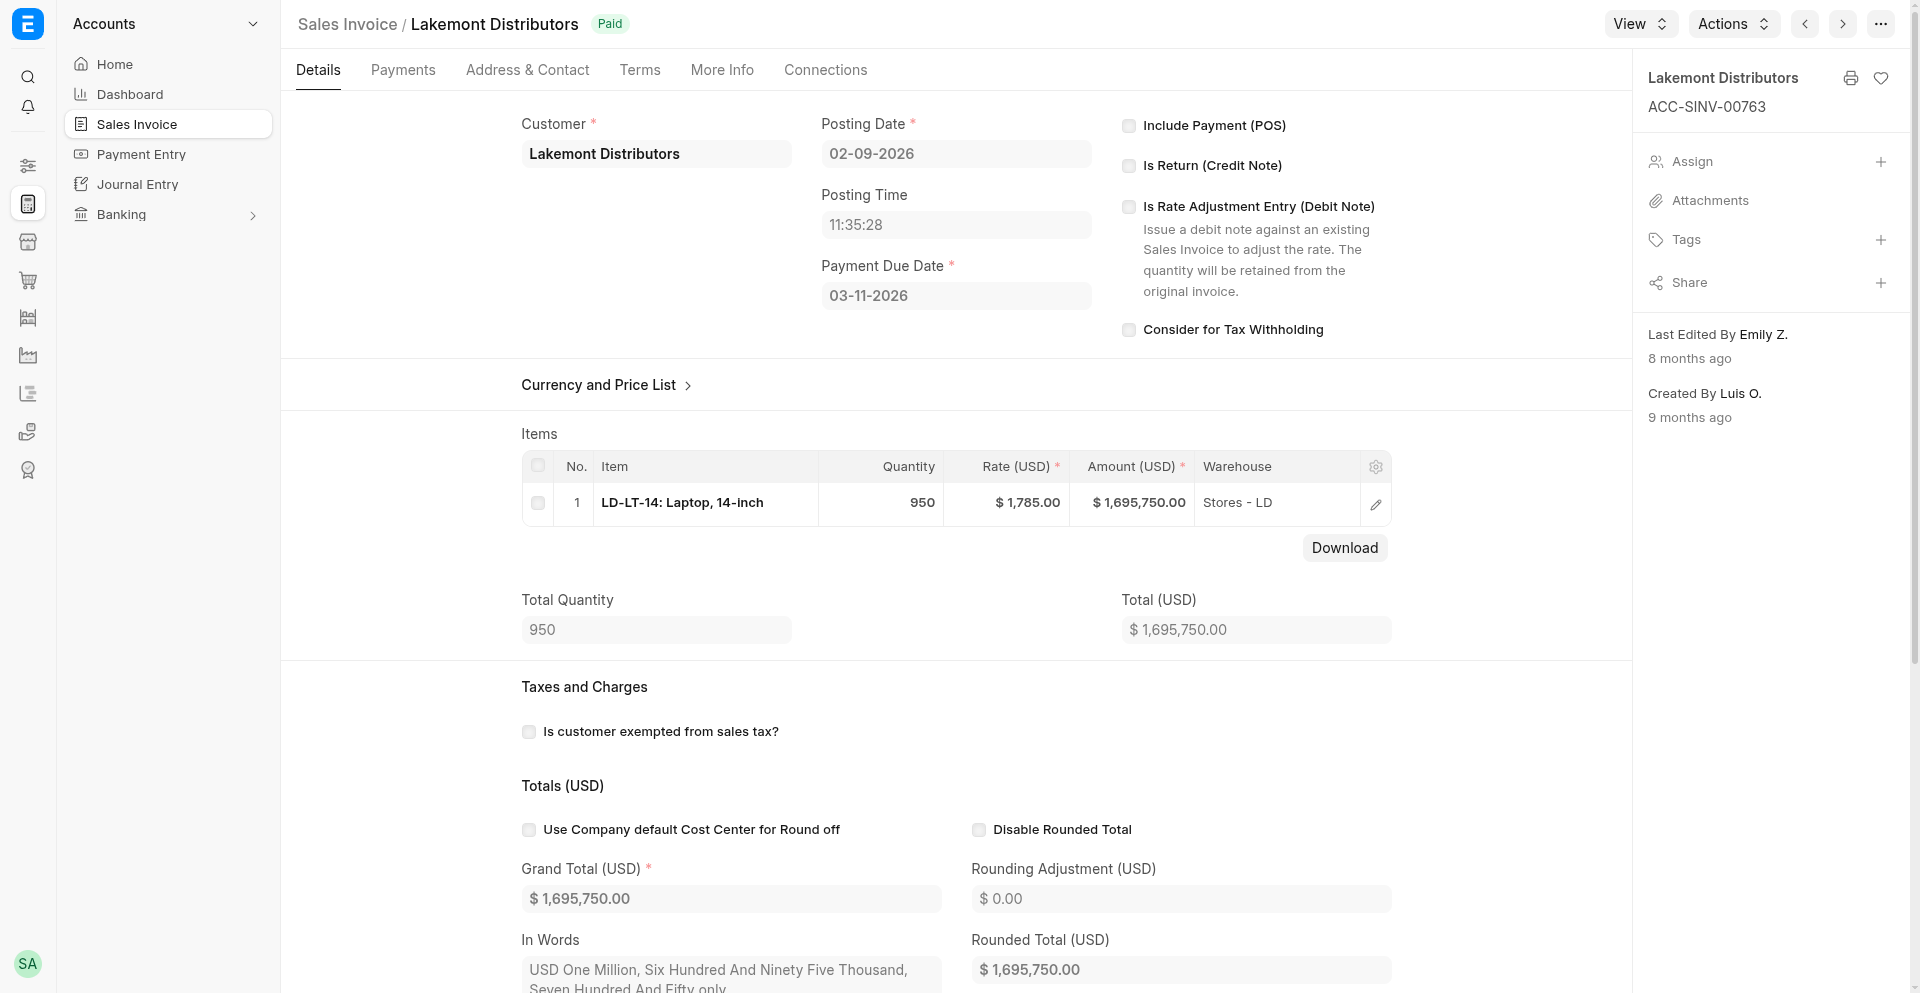 Accounts
Home
Dashboard
Sales Invoice
Payment Entry
Journal Entry
Banking
SA
Sales Invoice / Lakemont Distributors Paid
View
Actions
Details Payments Address & Contact Terms More Info Connections
Customer *
Lakemont Distributors
Posting Date *
02-09-2026
Posting Time
11:35:28
Payment Due Date *
03-11-2026
Include Payment (POS)
Is Return (Credit Note)
Is Rate Adjustment Entry (Debit Note)
Issue a debit note against an existing
Sales Invoice to adjust the rate. The
quantity will be retained from the
original invoice.
Consider for Tax Withholding
Currency and Price List
Items
No. Item Quantity Rate (USD) * Amount (USD) * Warehouse
1 LD-LT-14: Laptop, 14-inch 950 $ 1,785.00 $ 1,695,750.00 Stores - LD
Download
Total Quantity
950
Total (USD)
$ 1,695,750.00
Taxes and Charges
Is customer exempted from sales tax?
Totals (USD)
Use Company default Cost Center for Round off
Disable Rounded Total
Grand Total (USD) *
$ 1,695,750.00
Rounding Adjustment (USD)
$ 0.00
In Words
USD One Million, Six Hundred And Ninety Five Thousand,
Seven Hundred And Fifty only.
Rounded Total (USD)
$ 1,695,750.00
Lakemont Distributors
ACC-SINV-00763
Assign
Attachments
Tags
Share
Last Edited By Emily Z.
8 months ago
Created By Luis O.
9 months ago